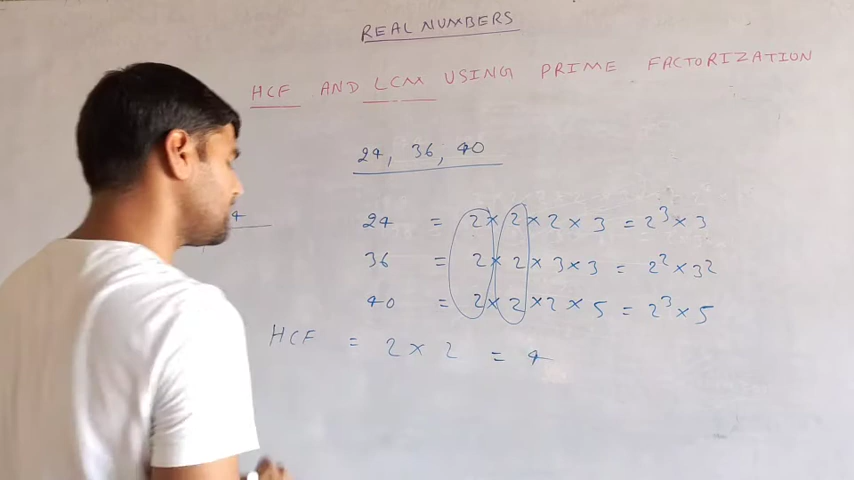 REAL NUMBERS
HCF AND LCM USING PRIME FACTORIZATION
24, 36, 40
4
24 = 2 × 2 × 2 × 3 = 2³ × 3
36 = 2 × 2 × 3 × 3 = 2² × 3²
40 = 2 × 2 × 2 × 5 = 2³ × 5
HCF = 2 × 2 = 4